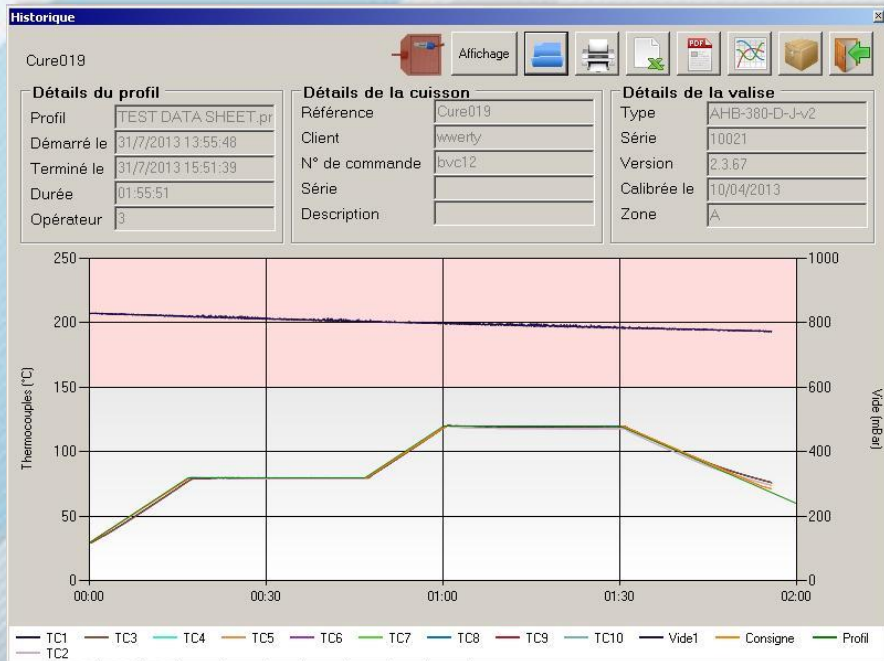 Historique
Cure019
Affichage
PDF
Détails du profil
Profil TEST DATA SHEET.pr
Démarré le 31/7/2013 13:55:48
Terminé le 31/7/2013 15:51:39
Durée 01:55:51
Opérateur 3
Détails de la cuisson
Référence Cure019
Client wwerty
N° de commande bvc12
Série
Description
Détails de la valise
Type AHB-380-D-J-v2
Série 10021
Version 2.3.67
Calibrée le 10/04/2013
Zone A
Thermocouples (°C)
250
200
150
100
50
0
Vide (mBar)
1000
800
600
400
200
0
00:00 00:30 01:00 01:30 02:00
TC1 TC3 TC4 TC5 TC6 TC7 TC8 TC9 TC10 Vide1 Consigne Profil
TC2